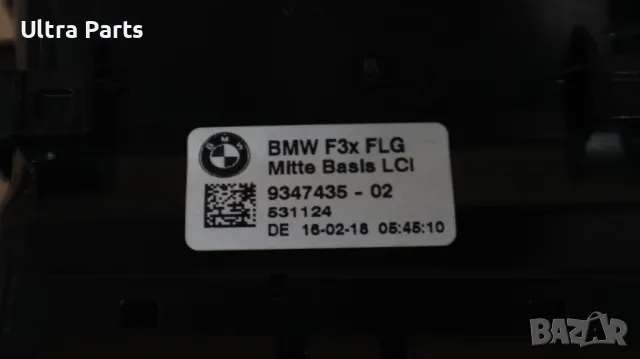 Ultra Parts
BMW
BMW F3x FLG
Mitte Basis LCI
9347435 - 02
531124
DE 16-02-18 05:45:10
BAZAR